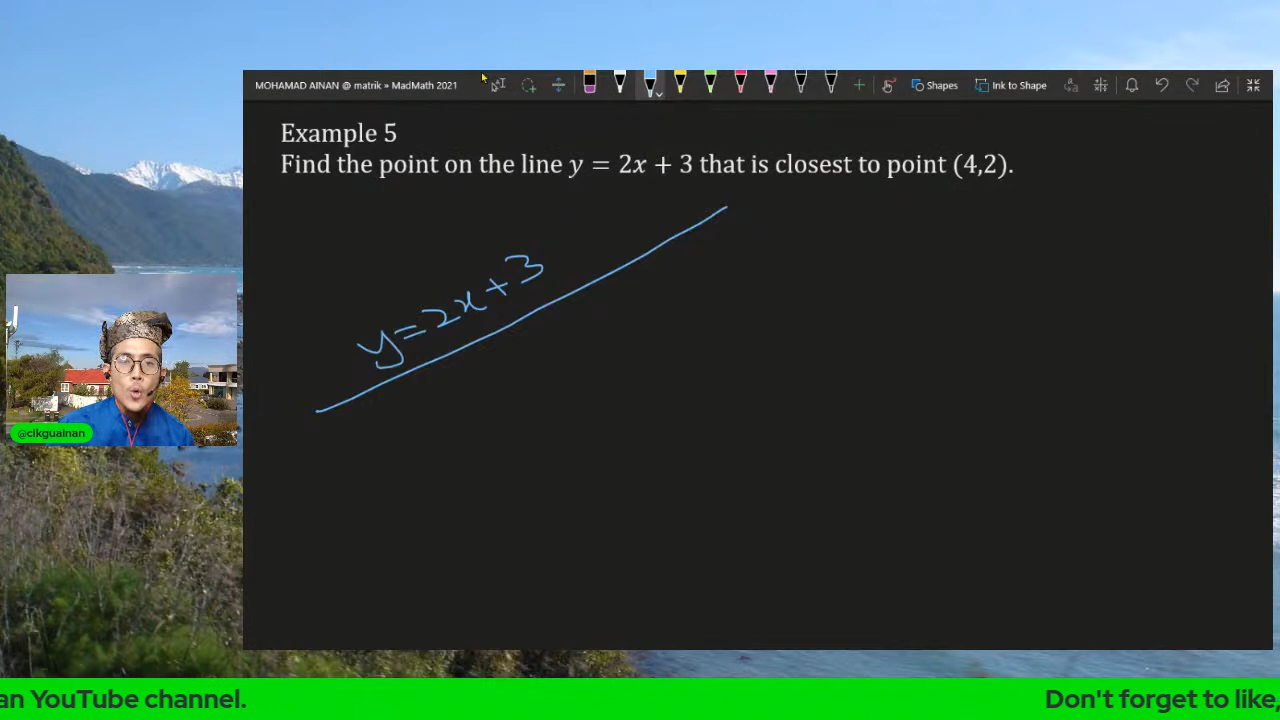 MOHAMAD AINAN @ matrik » MadMath 2021
Shapes
Ink to Shape
Example 5
Find the point on the line y = 2x + 3 that is closest to point (4,2).
y=2x+3
@cikguainan
an YouTube channel.
Don't forget to like,